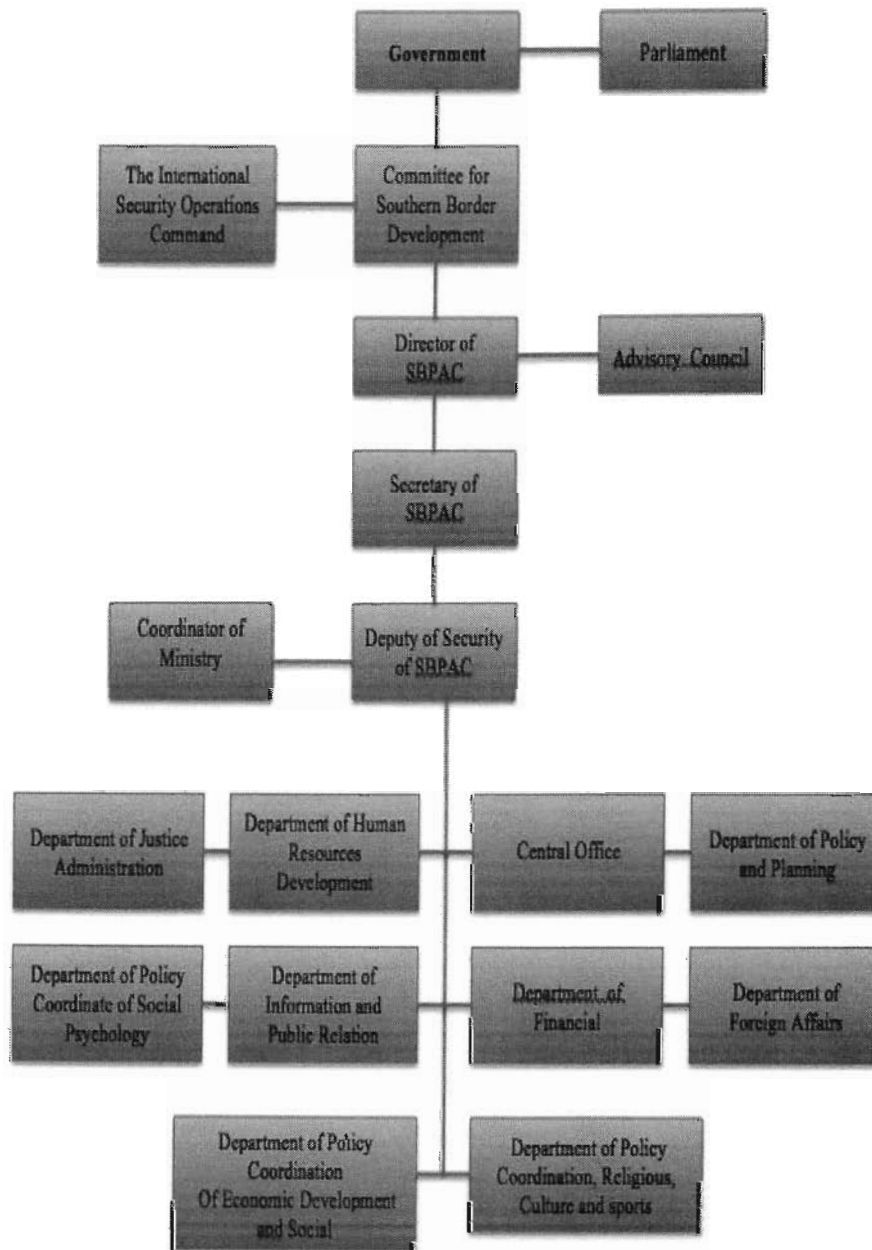 Government
Parliament
The International
Security Operations
Command
Committee for
Southern Border
Development
Director of
SBPAC
Advisory Council
Secretary of
SBPAC
Coordinator of
Ministry
Deputy of Security
of SBPAC
Department of Justice
Administration
Department of Human
Resources
Development
Central Office
Department of Policy
and Planning
Department of Policy
Coordinate of Social
Psychology
Department of
Information and
Public Relation
Department of
Financial
Department of
Foreign Affairs
Department of Policy
Coordination
Of Economic Development
and Social
Department of Policy
Coordination, Religious,
Culture and sports